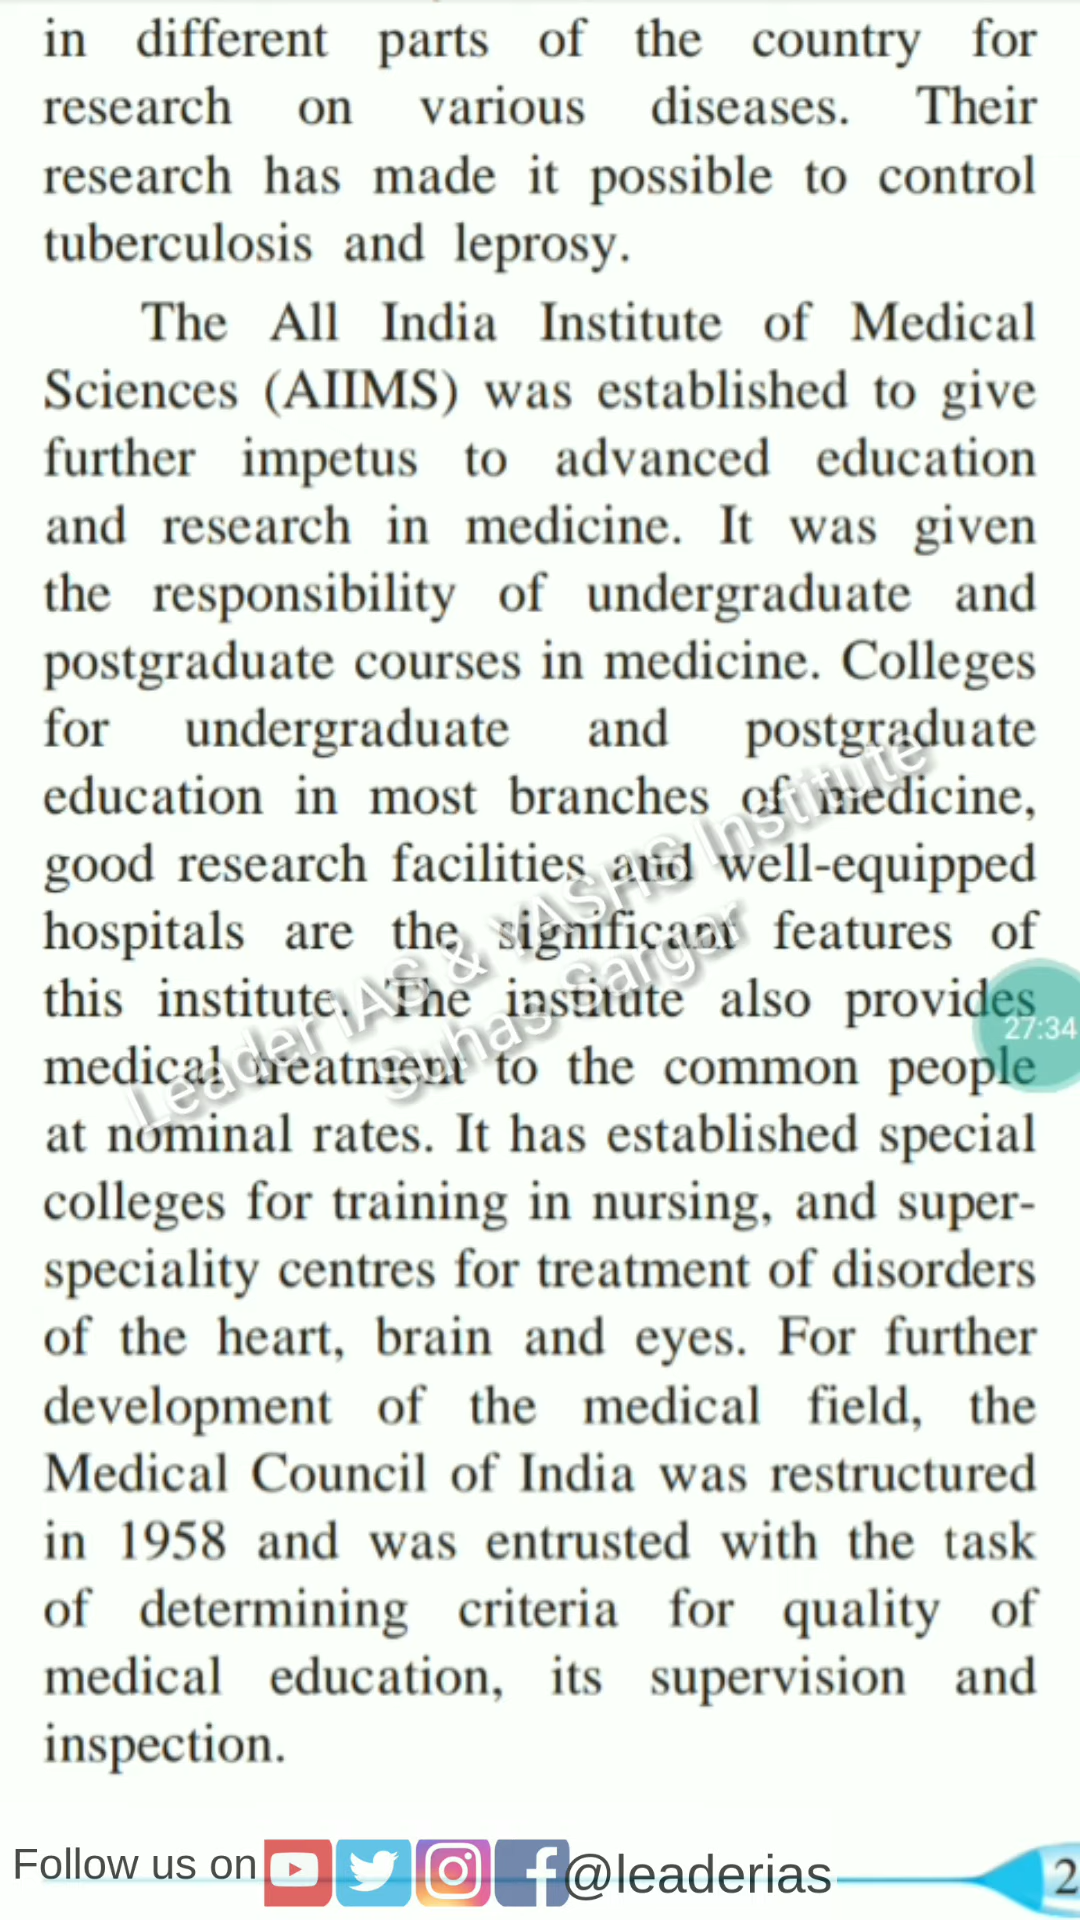 in different parts of the country for
research on various diseases. Their
research has made it possible to control
tuberculosis and leprosy.
The All India Institute of Medical
Sciences (AIIMS) was established to give
further impetus to advanced education
and research in medicine. It was given
the responsibility of undergraduate and
postgraduate courses in medicine. Colleges
for undergraduate and postgraduate
education in most branches of medicine,
good research facilities and well-equipped
hospitals are the significant features of
this institute. The institute also provides
medical treatment to the common people
at nominal rates. It has established special
colleges for training in nursing, and super-
speciality centres for treatment of disorders
of the heart, brain and eyes. For further
development of the medical field, the
Medical Council of India was restructured
in 1958 and was entrusted with the task
of determining criteria for quality of
medical education, its supervision and
inspection.
Leader IAS & YASHS Institute
Suhas Sargar
27:34
Follow us on @leaderias
2